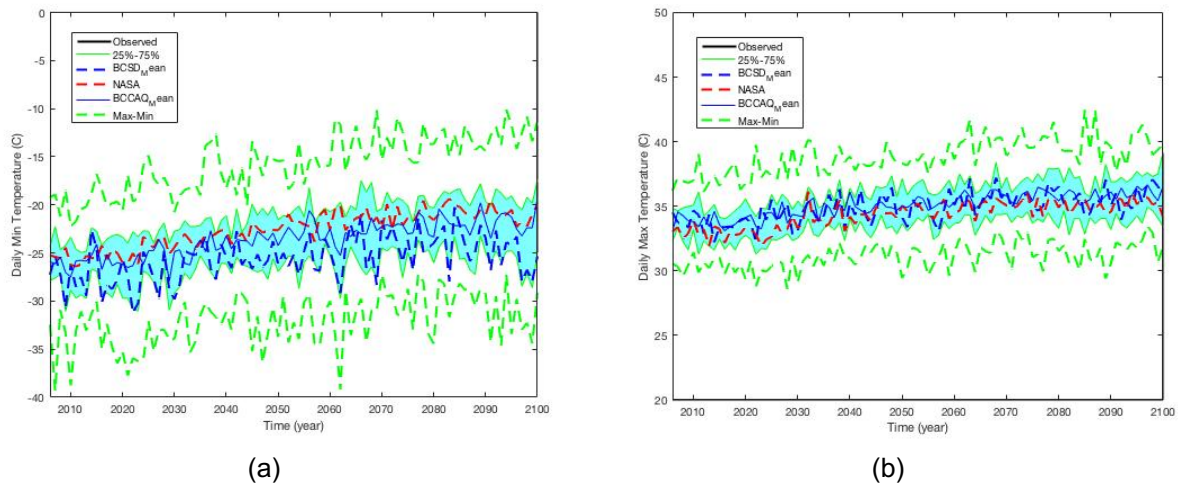 0
-5
-10
-15
-20
-25
-30
-35
-40
Daily Min Temperature (C)
Observed
25%-75%
BCSD_Mean
NASA
BCCAQ_Mean
Max-Min
2010 2020 2030 2040 2050 2060 2070 2080 2090 2100
Time (year)
(a)
50
45
40
35
30
25
20
Daily Max Temperature (C)
Observed
25%-75%
BCSD_Mean
NASA
BCCAQ_Mean
Max-Min
2010 2020 2030 2040 2050 2060 2070 2080 2090 2100
Time (year)
(b)